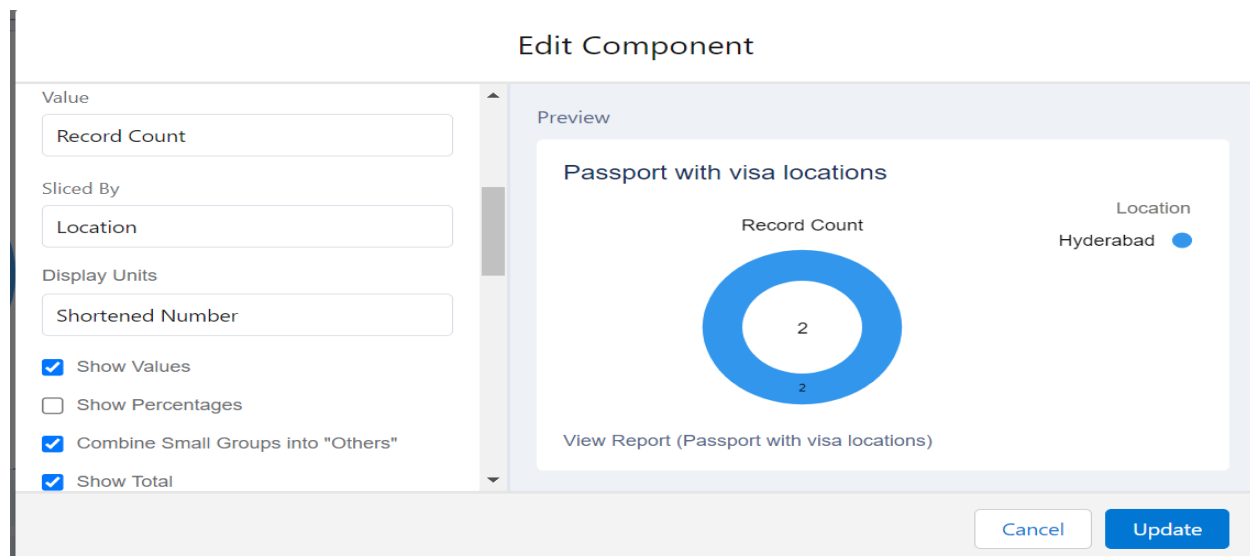 Edit Component
Value
Record Count
Sliced By
Location
Display Units
Shortened Number
Show Values
Show Percentages
Combine Small Groups into "Others"
Show Total
Preview
Passport with visa locations
Record Count
Location
Hyderabad
2
2
View Report (Passport with visa locations)
Cancel
Update